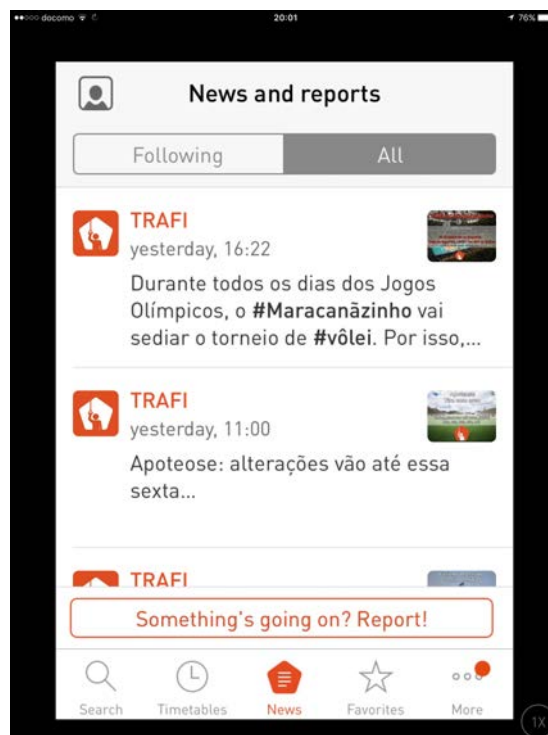 docomo
20:01
76%
News and reports
Following
All
TRAFI
yesterday, 16:22
Durante todos os dias dos Jogos
Olímpicos, o #Maracanãzinho vai
sediar o torneio de #vôlei. Por isso,...
TRAFI
yesterday, 11:00
Apoteose: alterações vão até essa
sexta...
TRAFI
Something's going on? Report!
Search
Timetables
News
Favorites
More
1X